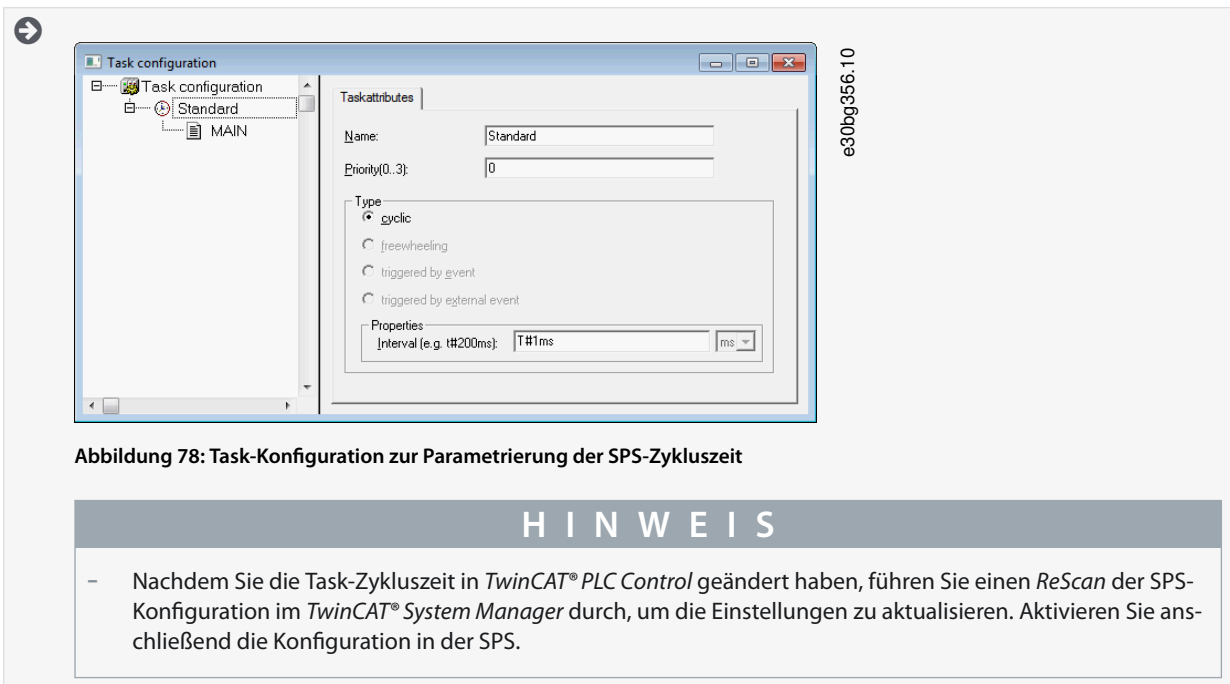 Task configuration
Task configuration
Standard
MAIN
Taskattributes
Name: Standard
Priority(0..3): 0
Type
cyclic
freewheeling
triggered by event
triggered by external event
Properties
Interval (e.g. t#200ms): T#1ms ms
e30bg356.10
Abbildung 78: Task-Konfiguration zur Parametrierung der SPS-Zykluszeit
HINWEIS
– Nachdem Sie die Task-Zykluszeit in TwinCAT® PLC Control geändert haben, führen Sie einen ReScan der SPS-
Konfiguration im TwinCAT® System Manager durch, um die Einstellungen zu aktualisieren. Aktivieren Sie ans-
chließend die Konfiguration in der SPS.